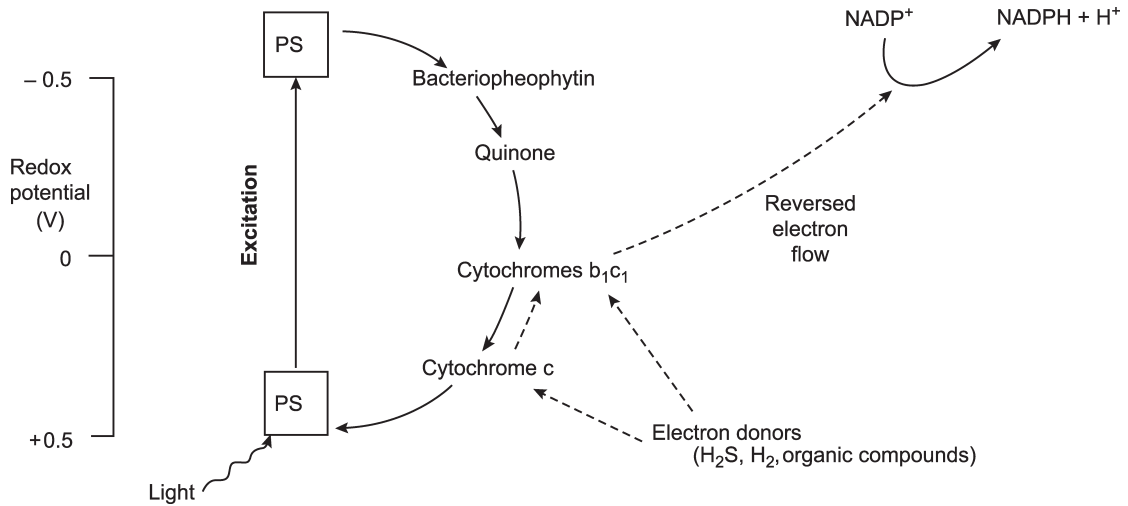 NADP⁺
NADPH + H⁺
PS
– 0.5
Bacteriopheophytin
Quinone
Redox
potential
(V)
Excitation
Reversed
electron
flow
0
Cytochromes b₁c₁
Cytochrome c
PS
+0.5
Electron donors
(H₂S, H₂, organic compounds)
Light